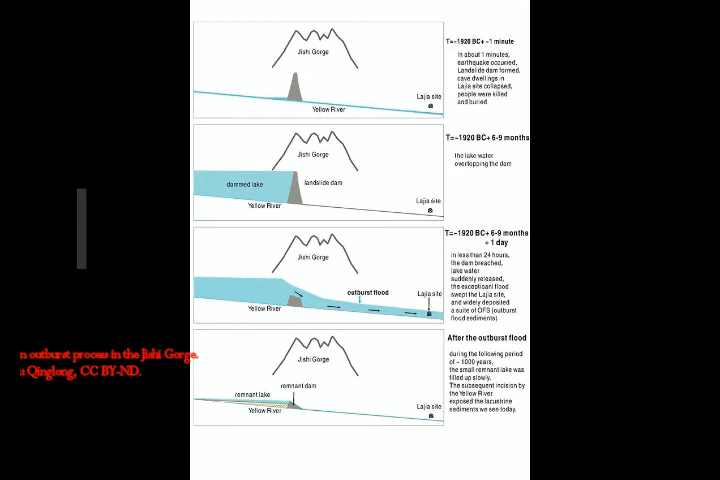 Jishi Gorge
Lajia site
Yellow River
T=~1920 BC+ ~1 minute
in about 1 minutes,
earthquake occurred,
Landslide dam formed,
cave dwellings in
Lajia site collapsed,
people were killed
and buried
Jishi Gorge
dammed lake
landslide dam
Lajia site
Yellow River
T=~1920 BC+ 6-9 months
the lake water
overtopping the dam
Jishi Gorge
outburst flood
Lajia site
Yellow River
T=~1920 BC+ 6-9 months
+ 1 day
in less than 24 hours,
the dam breached,
lake water
suddenly released,
the exceptioanl flood
swept the Lajia site,
and widely deposited
a suite of OFS (outburst
flood sediments)
n outburst process in the Jishi Gorge.
Qinglong, CC BY-ND.
Jishi Gorge
remnant dam
remnant lake
Lajia site
Yellow River
After the outburst flood
during the following period
of ~ 1000 years,
the small remnant lake was
filled up slowly.
The subsequent incision by
the Yellow River
exposed the lacustrine
sediments we see today.